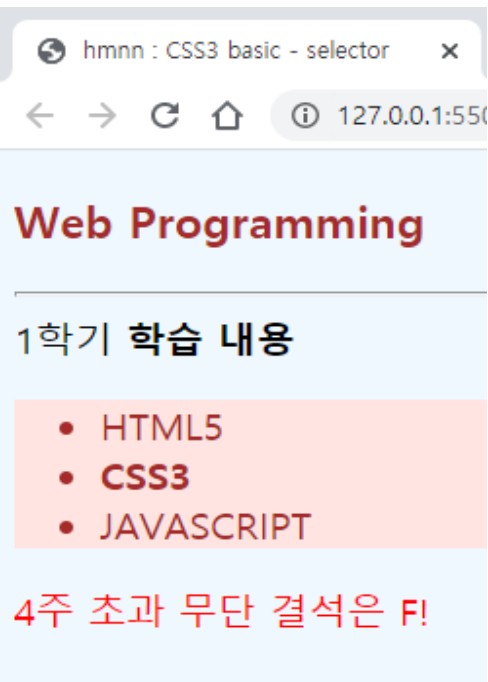 hmnn : CSS3 basic - selector
127.0.0.1:550
Web Programming
1학기 학습 내용
HTML5
CSS3
JAVASCRIPT
4주 초과 무단 결석은 F!